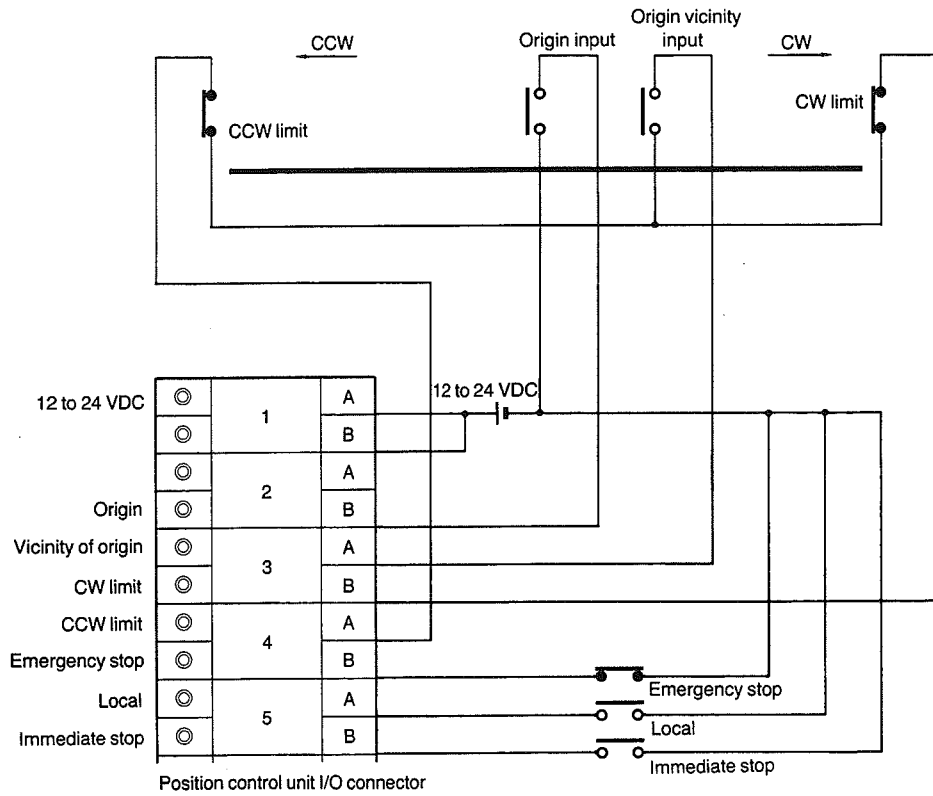 CCW
Origin input
Origin vicinity
input
CW
CCW limit
CW limit
12 to 24 VDC
12 to 24 VDC
1
A
B
2
A
B
Origin
Vicinity of origin
3
A
B
CW limit
CCW limit
4
A
B
Emergency stop
Emergency stop
Local
5
A
B
Local
Immediate stop
Immediate stop
Position control unit I/O connector